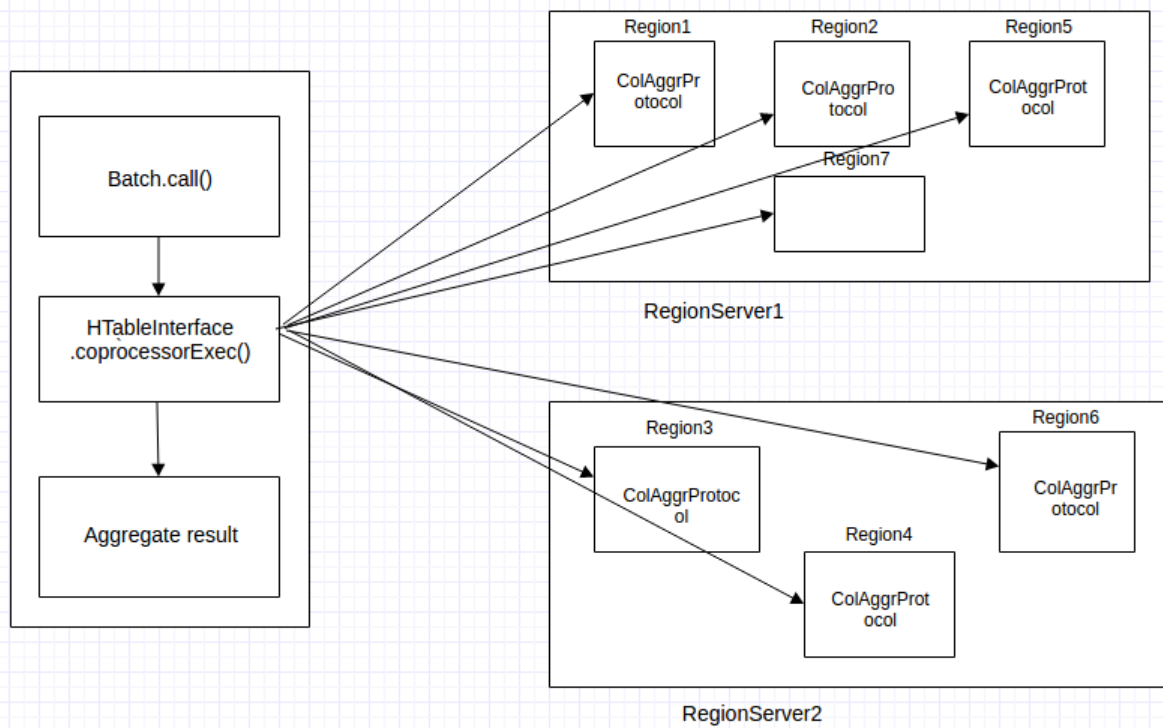 Batch.call()
HTableInterface
.coprocessorExec()
Aggregate result
Region1
ColAggrPr
otocol
Region2
ColAggrPro
tocol
Region5
ColAggrProt
ocol
Region7
RegionServer1
Region3
ColAggrProtoc
ol
Region4
ColAggrProt
ocol
Region6
ColAggrPr
otocol
RegionServer2